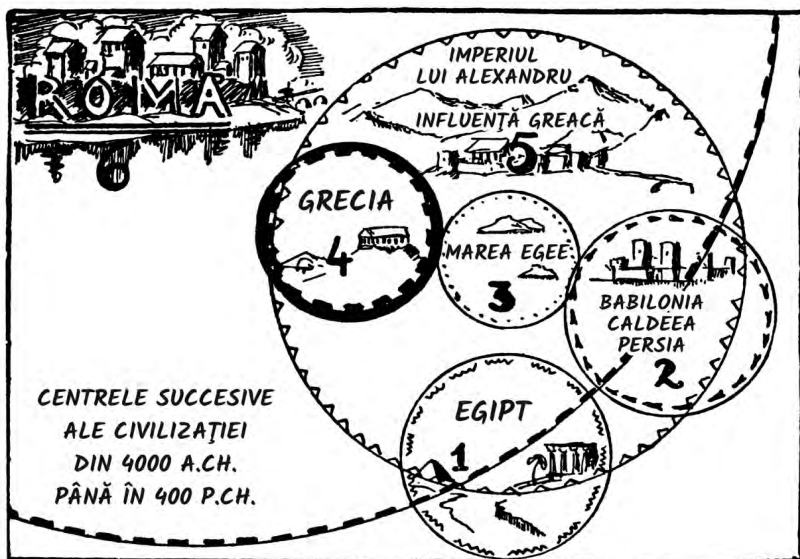 ROMA
6
IMPERIUL
LUI ALEXANDRU
INFLUENȚĂ GREACĂ
5
GRECIA
4
MAREA EGEE
3
BABILONIA
CALDEEA
PERSIA
2
EGIPT
1
CENTRELE SUCCESIVE
ALE CIVILIZAŢIEI
DIN 4000 A.CH.
PÂNĂ ÎN 400 P.CH.